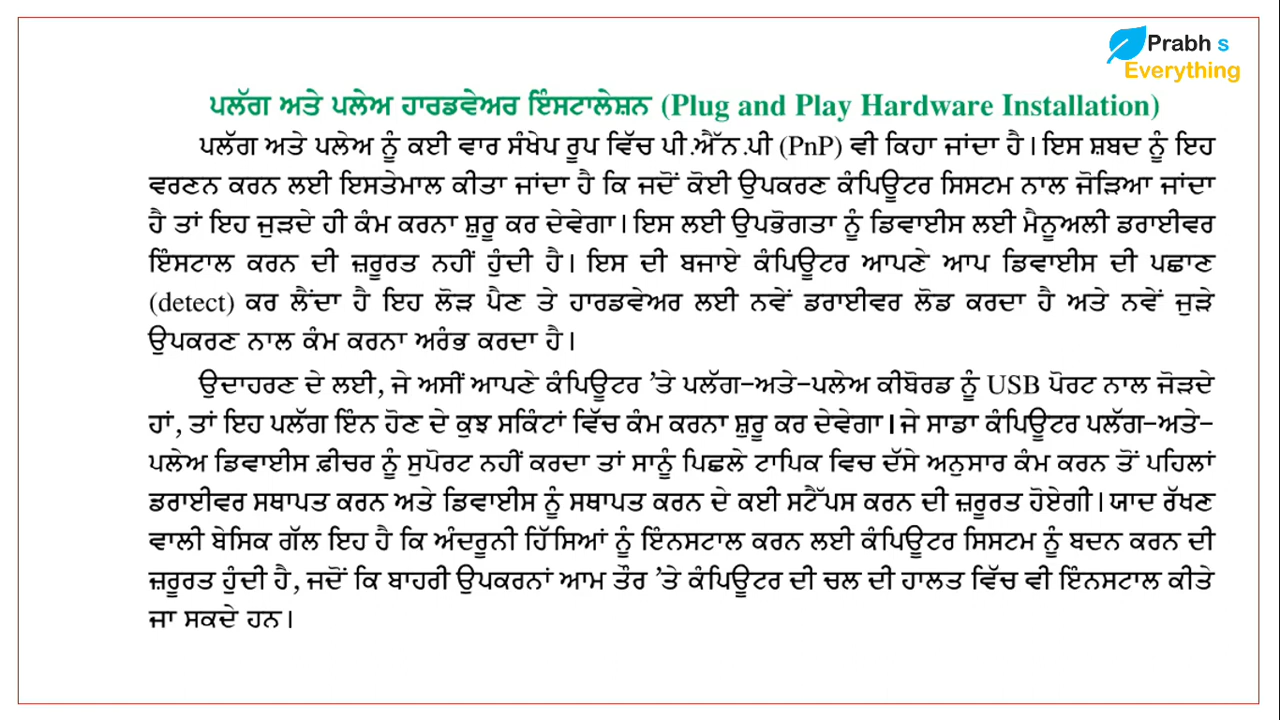 Prabh s
Everything
ਪਲੱਗ ਅਤੇ ਪਲੇਅ ਹਾਰਡਵੇਅਰ ਇੰਸਟਾਲੇਸ਼ਨ (Plug and Play Hardware Installation)
ਪਲੱਗ ਅਤੇ ਪਲੇਅ ਨੂੰ ਕਈ ਵਾਰ ਸੰਖੇਪ ਰੂਪ ਵਿੱਚ ਪੀ.ਐੱਨ.ਪੀ (PnP) ਵੀ ਕਿਹਾ ਜਾਂਦਾ ਹੈ। ਇਸ ਸ਼ਬਦ ਨੂੰ ਇਹ
ਵਰਣਨ ਕਰਨ ਲਈ ਇਸਤੇਮਾਲ ਕੀਤਾ ਜਾਂਦਾ ਹੈ ਕਿ ਜਦੋਂ ਕੋਈ ਉਪਕਰਣ ਕੰਪਿਊਟਰ ਸਿਸਟਮ ਨਾਲ ਜੋੜਿਆ ਜਾਂਦਾ
ਹੈ ਤਾਂ ਇਹ ਜੁੜਦੇ ਹੀ ਕੰਮ ਕਰਨਾ ਸ਼ੁਰੂ ਕਰ ਦੇਵੇਗਾ। ਇਸ ਲਈ ਉਪਭੋਗਤਾ ਨੂੰ ਡਿਵਾਈਸ ਲਈ ਮੈਨੂਅਲੀ ਡਰਾਈਵਰ
ਇੰਸਟਾਲ ਕਰਨ ਦੀ ਜ਼ਰੂਰਤ ਨਹੀਂ ਹੁੰਦੀ ਹੈ। ਇਸ ਦੀ ਬਜਾਏ ਕੰਪਿਊਟਰ ਆਪਣੇ ਆਪ ਡਿਵਾਈਸ ਦੀ ਪਛਾਣ
(detect) ਕਰ ਲੈਂਦਾ ਹੈ ਇਹ ਲੋੜ ਪੈਣ ਤੇ ਹਾਰਡਵੇਅਰ ਲਈ ਨਵੇਂ ਡਰਾਈਵਰ ਲੋਡ ਕਰਦਾ ਹੈ ਅਤੇ ਨਵੇਂ ਜੁੜੇ
ਉਪਕਰਣ ਨਾਲ ਕੰਮ ਕਰਨਾ ਅਰੰਭ ਕਰਦਾ ਹੈ।
ਉਦਾਹਰਣ ਦੇ ਲਈ, ਜੇ ਅਸੀਂ ਆਪਣੇ ਕੰਪਿਊਟਰ ’ਤੇ ਪਲੱਗ-ਅਤੇ-ਪਲੇਅ ਕੀਬੋਰਡ ਨੂੰ USB ਪੋਰਟ ਨਾਲ ਜੋੜਦੇ
ਹਾਂ, ਤਾਂ ਇਹ ਪਲੱਗ ਇੰਨ ਹੋਣ ਦੇ ਕੁਝ ਸਕਿੰਟਾਂ ਵਿੱਚ ਕੰਮ ਕਰਨਾ ਸ਼ੁਰੂ ਕਰ ਦੇਵੇਗਾ। ਜੇ ਸਾਡਾ ਕੰਪਿਊਟਰ ਪਲੱਗ-ਅਤੇ-
ਪਲੇਅ ਡਿਵਾਈਸ ਫ਼ੀਚਰ ਨੂੰ ਸੁਪੋਰਟ ਨਹੀਂ ਕਰਦਾ ਤਾਂ ਸਾਨੂੰ ਪਿਛਲੇ ਟਾਪਿਕ ਵਿਚ ਦੱਸੇ ਅਨੁਸਾਰ ਕੰਮ ਕਰਨ ਤੋਂ ਪਹਿਲਾਂ
ਡਰਾਈਵਰ ਸਥਾਪਤ ਕਰਨ ਅਤੇ ਡਿਵਾਈਸ ਨੂੰ ਸਥਾਪਤ ਕਰਨ ਦੇ ਕਈ ਸਟੈੱਪਸ ਕਰਨ ਦੀ ਜ਼ਰੂਰਤ ਹੋਏਗੀ। ਯਾਦ ਰੱਖਣ
ਵਾਲੀ ਬੇਸਿਕ ਗੱਲ ਇਹ ਹੈ ਕਿ ਅੰਦਰੂਨੀ ਹਿੱਸਿਆਂ ਨੂੰ ਇੰਨਸਟਾਲ ਕਰਨ ਲਈ ਕੰਪਿਊਟਰ ਸਿਸਟਮ ਨੂੰ ਬਦਨ ਕਰਨ ਦੀ
ਜ਼ਰੂਰਤ ਹੁੰਦੀ ਹੈ, ਜਦੋਂ ਕਿ ਬਾਹਰੀ ਉਪਕਰਨਾਂ ਆਮ ਤੌਰ ’ਤੇ ਕੰਪਿਊਟਰ ਦੀ ਚਲ ਦੀ ਹਾਲਤ ਵਿੱਚ ਵੀ ਇੰਨਸਟਾਲ ਕੀਤੇ
ਜਾ ਸਕਦੇ ਹਨ।